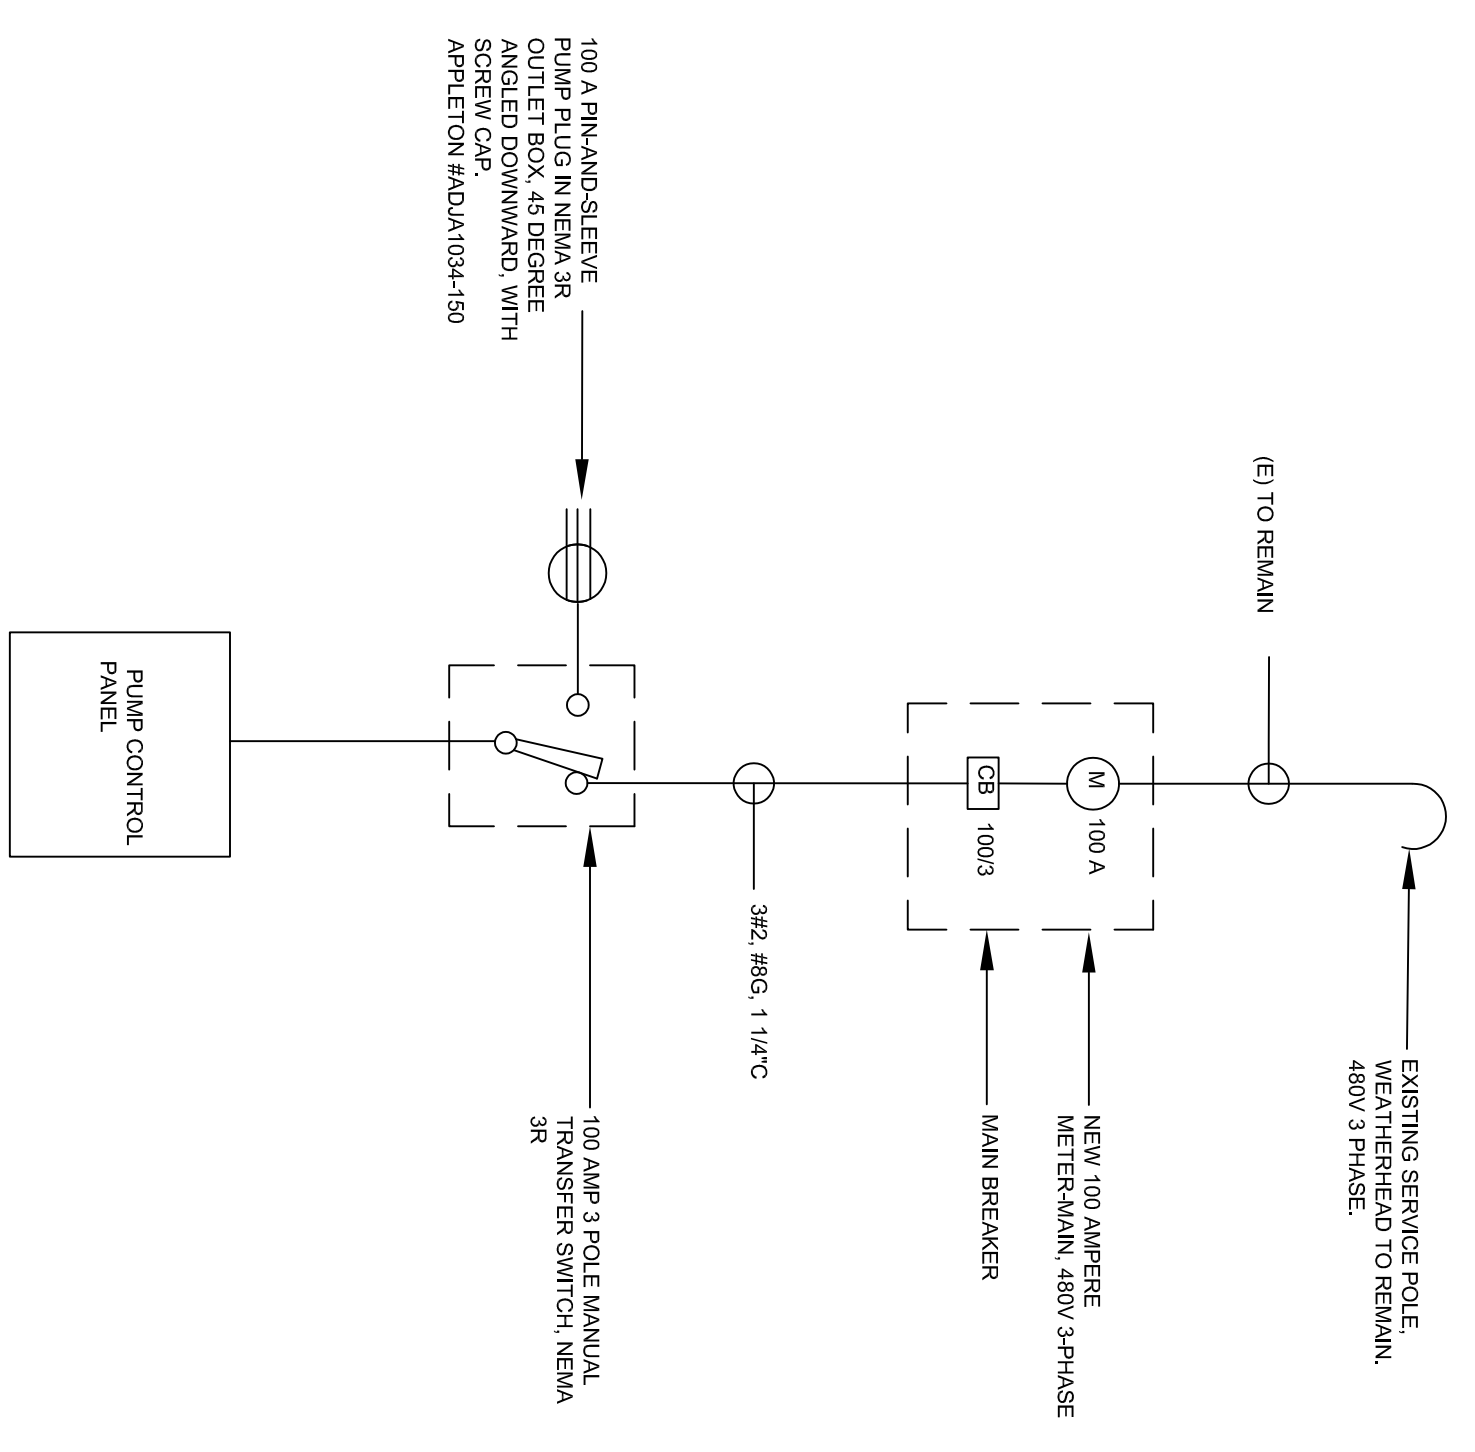 EXISTING SERVICE POLE,
WEATHERHEAD TO REMAIN.
480V 3 PHASE.
(E) TO REMAIN
M
100 A
NEW 100 AMPERE
METER-MAIN, 480V 3-PHASE
CB
100/3
MAIN BREAKER
3#2, #8G, 1 1/4"C
100 A PIN-AND-SLEEVE
PUMP PLUG IN NEMA 3R
OUTLET BOX, 45 DEGREE
ANGLED DOWNWARD, WITH
SCREW CAP.
APPLETON #ADJA1034-150
100 AMP 3 POLE MANUAL
TRANSFER SWITCH, NEMA
3R
PUMP CONTROL
PANEL